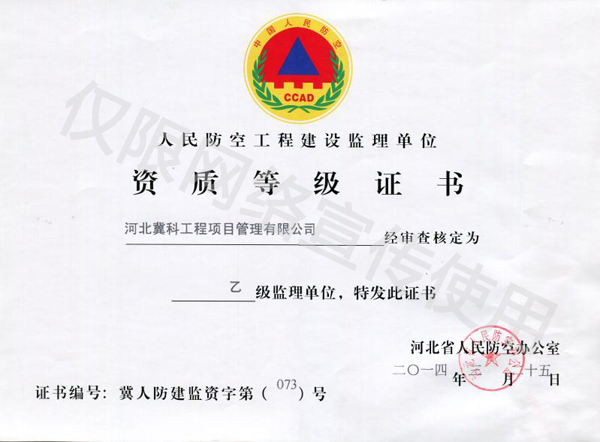 中国人民防空
CCAD
人民防空工程建设监理单位
资质等级证书
河北冀科工程项目管理有限公司 经审查核定为
乙 级监理单位，特发此证书
河北省人民防空办公室
二〇一四 年 月 十五 日
证书编号：冀人防建监资字第（ 073）号
仅限网络宣传使用